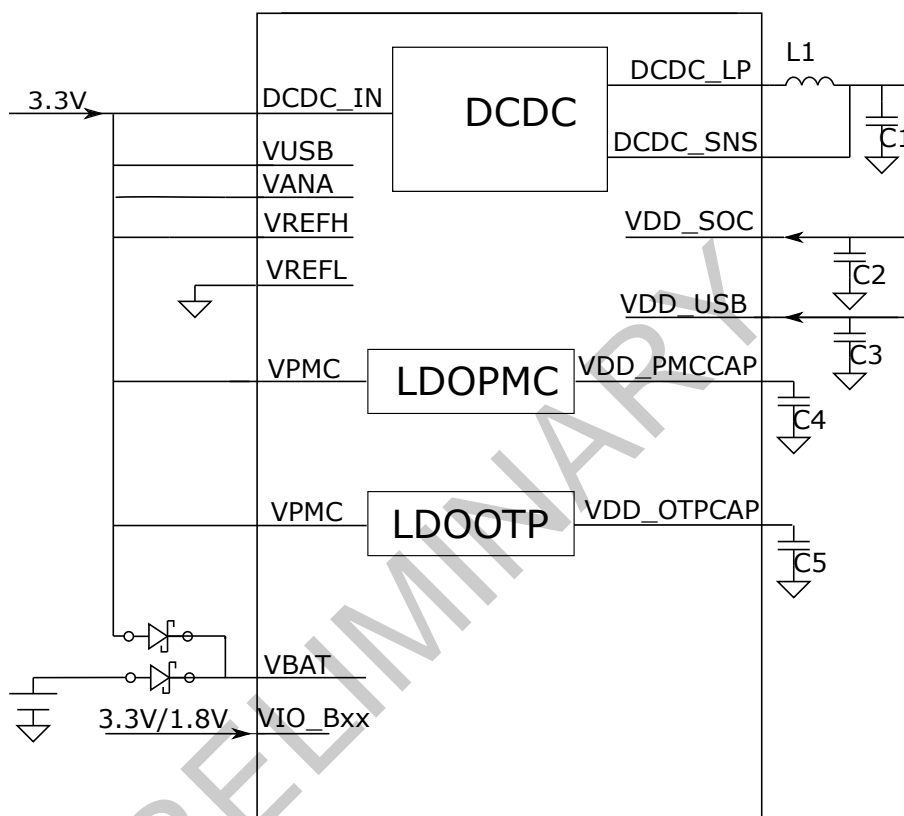 L1
DCDC_LP
3.3V
DCDC_IN
DCDC
C1
DCDC_SNS
VUSB
VANA
VREFH
VDD_SOC
VREFL
C2
VDD_USB
C3
VPMC
LDOPMC
VDD_PMCCAP
C4
VPMC
LDOOTP
VDD_OTPCAP
C5
VBAT
3.3V/1.8V
VIO_Bxx
RELIMINARY